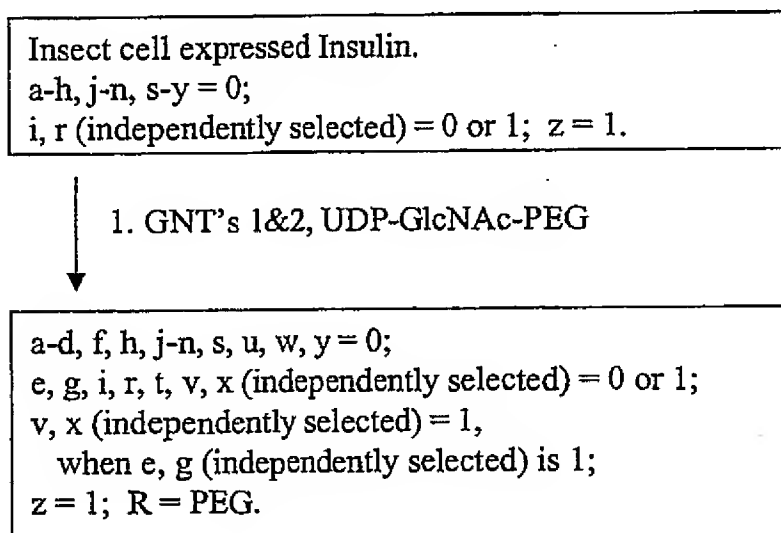 Insect cell expressed Insulin.
a-h, j-n, s-y = 0;
i, r (independently selected) = 0 or 1; z = 1.
1. GNT's 1&2, UDP-GlcNAc-PEG
a-d, f, h, j-n, s, u, w, y = 0;
e, g, i, r, t, v, x (independently selected) = 0 or 1;
v, x (independently selected) = 1,
when e, g (independently selected) is 1;
z = 1; R = PEG.